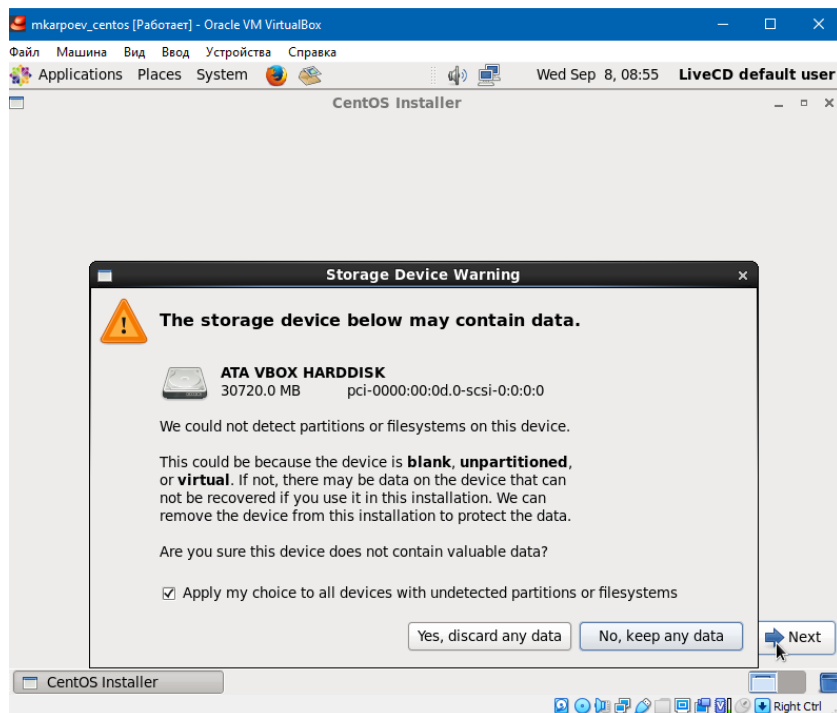 mkarpoev_centos [Работает] - Oracle VM VirtualBox
Файл Машина Вид Ввод Устройства Справка
Applications Places System Wed Sep 8, 08:55 LiveCD default user
CentOS Installer
Storage Device Warning
The storage device below may contain data.
ATA VBOX HARDDISK
30720.0 MB pci-0000:00:0d.0-scsi-0:0:0:0
We could not detect partitions or filesystems on this device.
This could be because the device is blank, unpartitioned,
or virtual. If not, there may be data on the device that can
not be recovered if you use it in this installation. We can
remove the device from this installation to protect the data.
Are you sure this device does not contain valuable data?
Apply my choice to all devices with undetected partitions or filesystems
Yes, discard any data No, keep any data Next
CentOS Installer
Right Ctrl